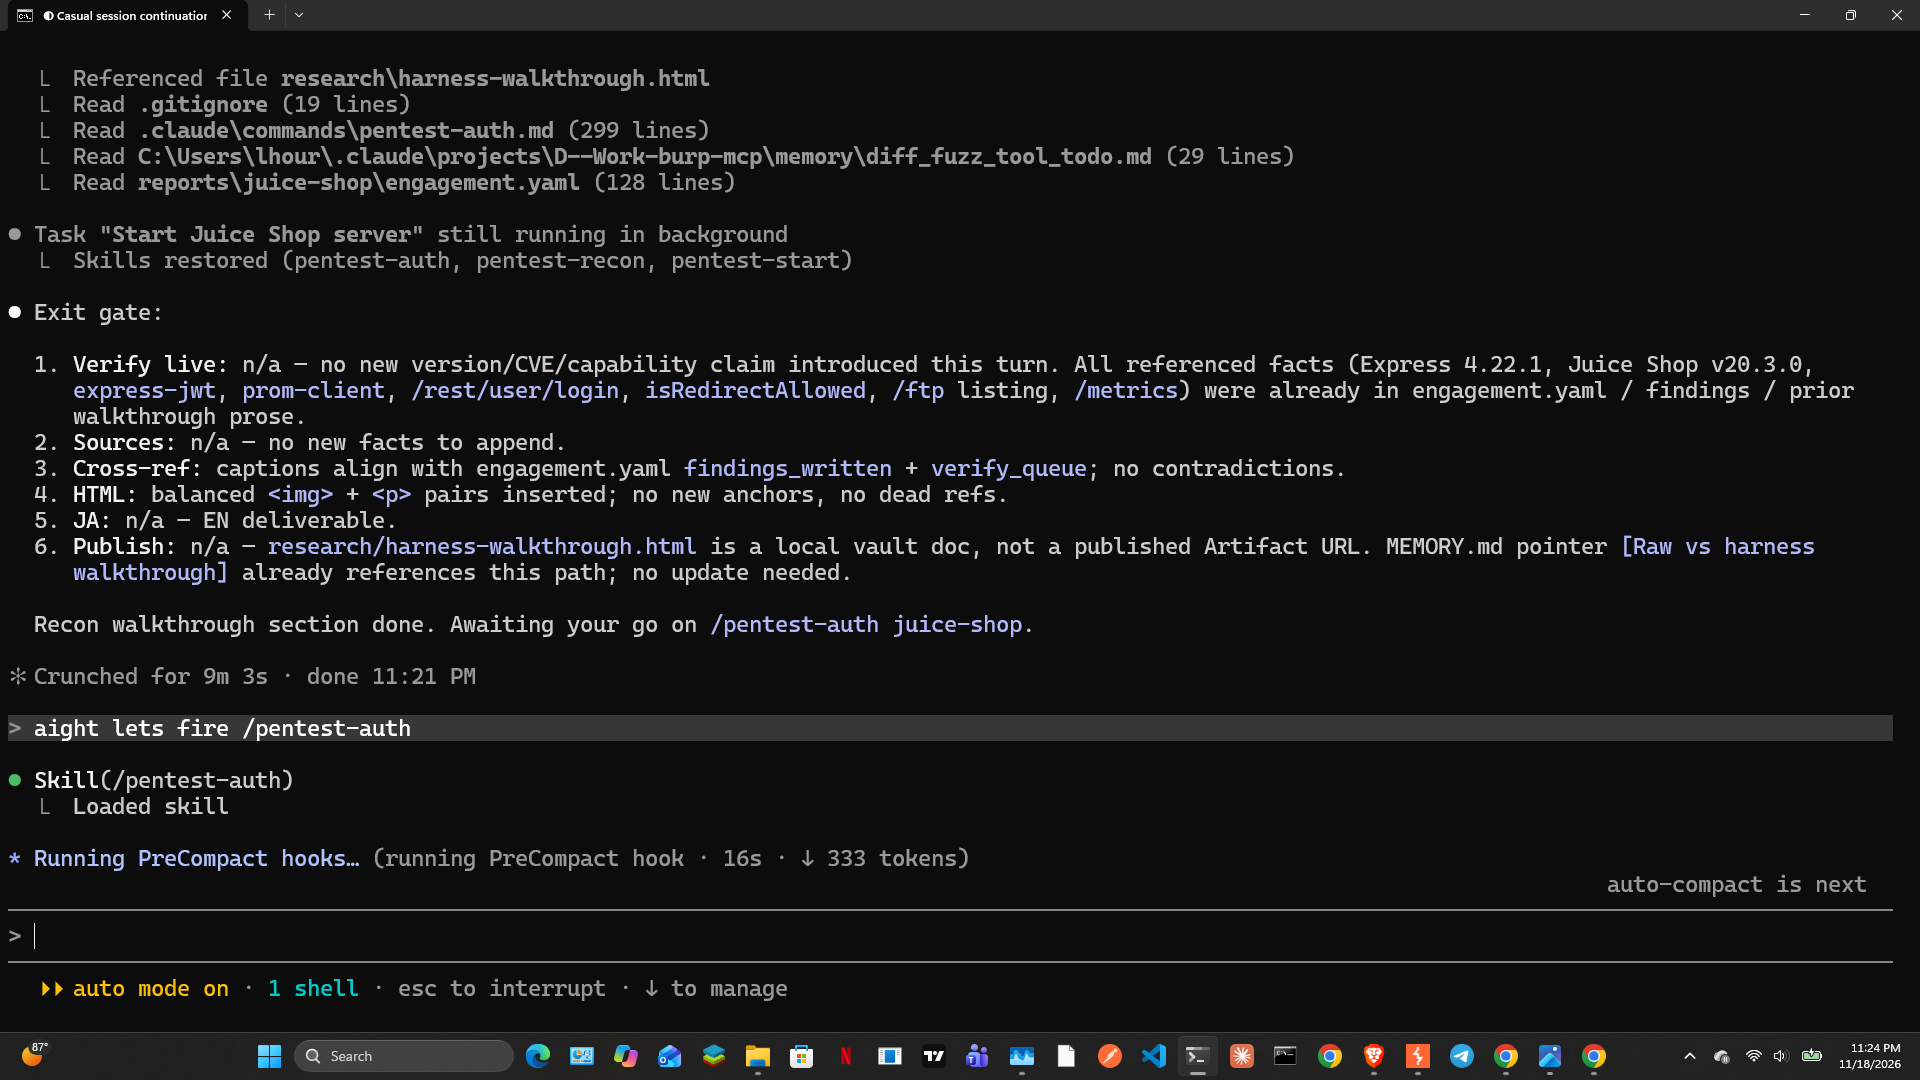 Casual session continuation
Referenced file research\harness-walkthrough.html
Read .gitignore (19 lines)
Read .claude\commands\pentest-auth.md (299 lines)
Read C:\Users\lhour\.claude\projects\D--Work-burp-mcp\memory\diff_fuzz_tool_todo.md (29 lines)
Read reports\juice-shop\engagement.yaml (128 lines)
● Task "Start Juice Shop server" still running in background
Skills restored (pentest-auth, pentest-recon, pentest-start)
● Exit gate:
1. Verify live: n/a — no new version/CVE/capability claim introduced this turn. All referenced facts (Express 4.22.1, Juice Shop v20.3.0,
express-jwt, prom-client, /rest/user/login, isRedirectAllowed, /ftp listing, /metrics) were already in engagement.yaml / findings / prior
walkthrough prose.
2. Sources: n/a — no new facts to append.
3. Cross-ref: captions align with engagement.yaml findings_written + verify_queue; no contradictions.
4. HTML: balanced <img> + <p> pairs inserted; no new anchors, no dead refs.
5. JA: n/a — EN deliverable.
6. Publish: n/a — research/harness-walkthrough.html is a local vault doc, not a published Artifact URL. MEMORY.md pointer [Raw vs harness
walkthrough] already references this path; no update needed.
Recon walkthrough section done. Awaiting your go on /pentest-auth juice-shop.
✻ Crunched for 9m 3s · done 11:21 PM
> aight lets fire /pentest-auth
● Skill(/pentest-auth)
Loaded skill
* Running PreCompact hooks… (running PreCompact hook · 16s · ↓ 333 tokens)
auto-compact is next
>
⏵⏵ auto mode on · 1 shell · esc to interrupt · ↓ to manage
87°
Search
11:24 PM
11/18/2026